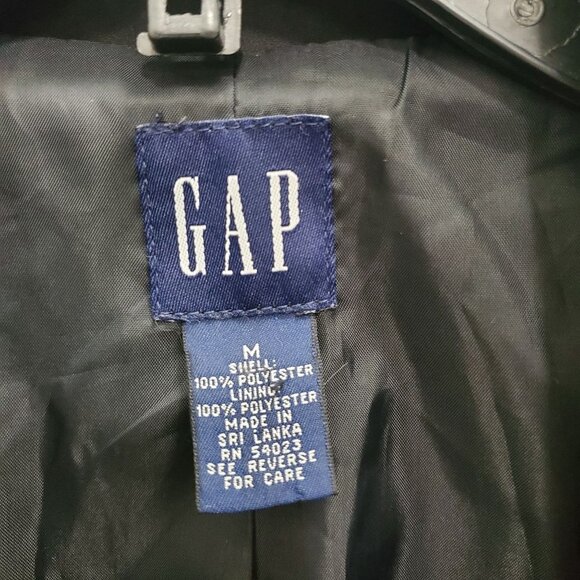 GAP
M
SHELL:
100% POLYESTER
LINING:
100% POLYESTER
MADE IN
SRI LANKA
RN 54023
SEE REVERSE
FOR CARE